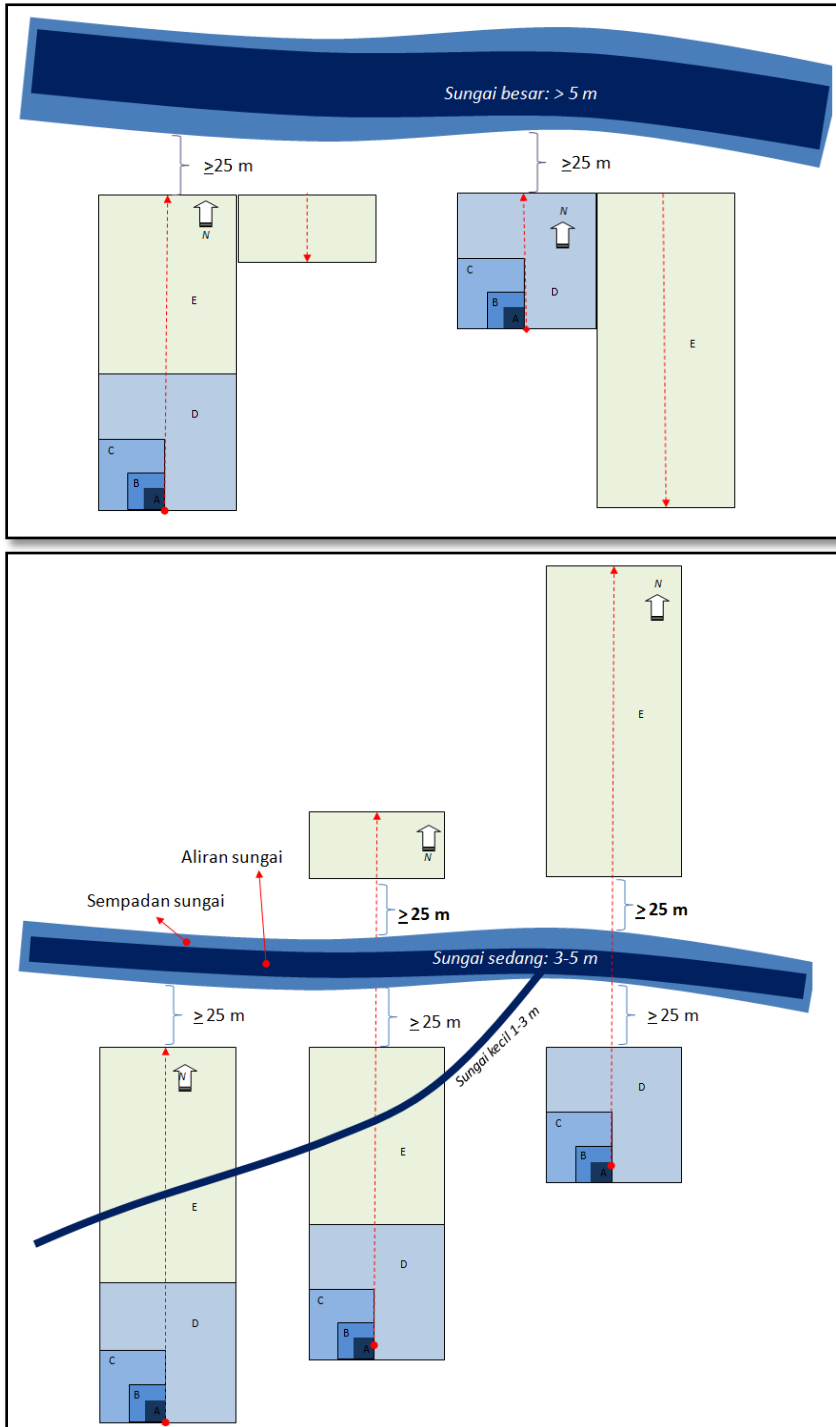 Sungai besar: > 5 m
≥25 m
≥25 m
N
E
D
C
B
A
N
C
D
B
A
E
N
E
N
Aliran sungai
Sempadan sungai
≥ 25 m
≥ 25 m
Sungai sedang: 3-5 m
≥ 25 m
≥ 25 m
≥ 25 m
Sungai kecil 1-3 m
N
E
D
C
B
A
E
D
C
B
A
D
C
B
A